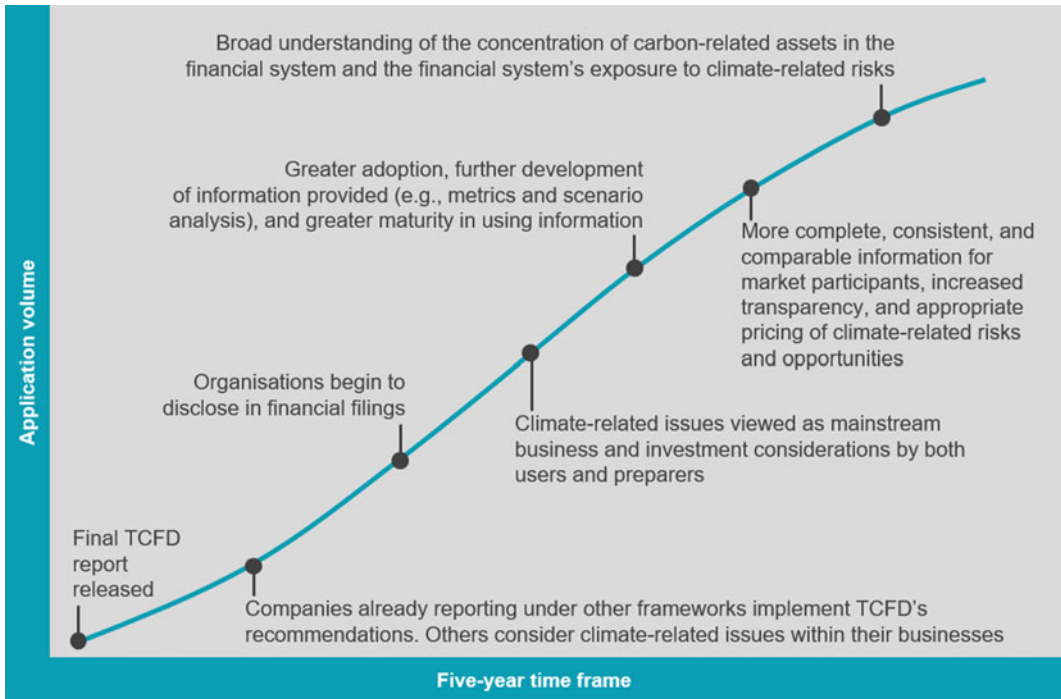 Broad understanding of the concentration of carbon-related assets in the
financial system and the financial system's exposure to climate-related risks
Greater adoption, further development
of information provided (e.g., metrics and scenario
analysis), and greater maturity in using information
More complete, consistent, and
comparable information for
market participants, increased
transparency, and appropriate
pricing of climate-related risks
and opportunities
Organisations begin to
disclose in financial filings
Climate-related issues viewed as mainstream
business and investment considerations by both
users and preparers
Final TCFD
report
released
Companies already reporting under other frameworks implement TCFD's
recommendations. Others consider climate-related issues within their businesses
Application volume
Five-year time frame